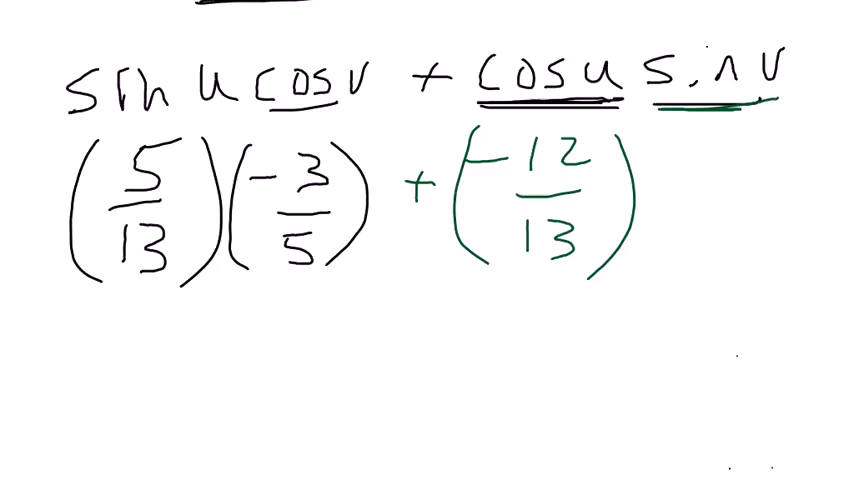 sin u cos v + cos u sin v
(5/13)(-3/5) + (-12/13)